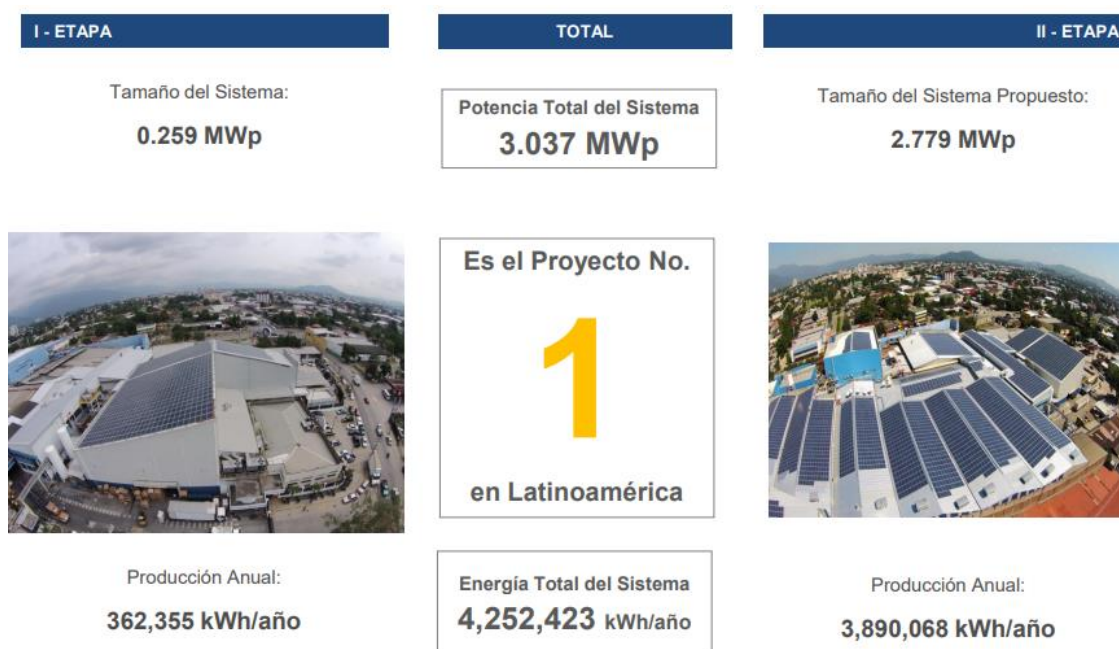 I - ETAPA
Tamaño del Sistema:
0.259 MWp
Producción Anual:
362,355 kWh/año
TOTAL
Potencia Total del Sistema
3.037 MWp
Es el Proyecto No.
1
en Latinoamérica
Energía Total del Sistema
4,252,423 kWh/año
II - ETAPA
Tamaño del Sistema Propuesto:
2.779 MWp
Producción Anual:
3,890,068 kWh/año